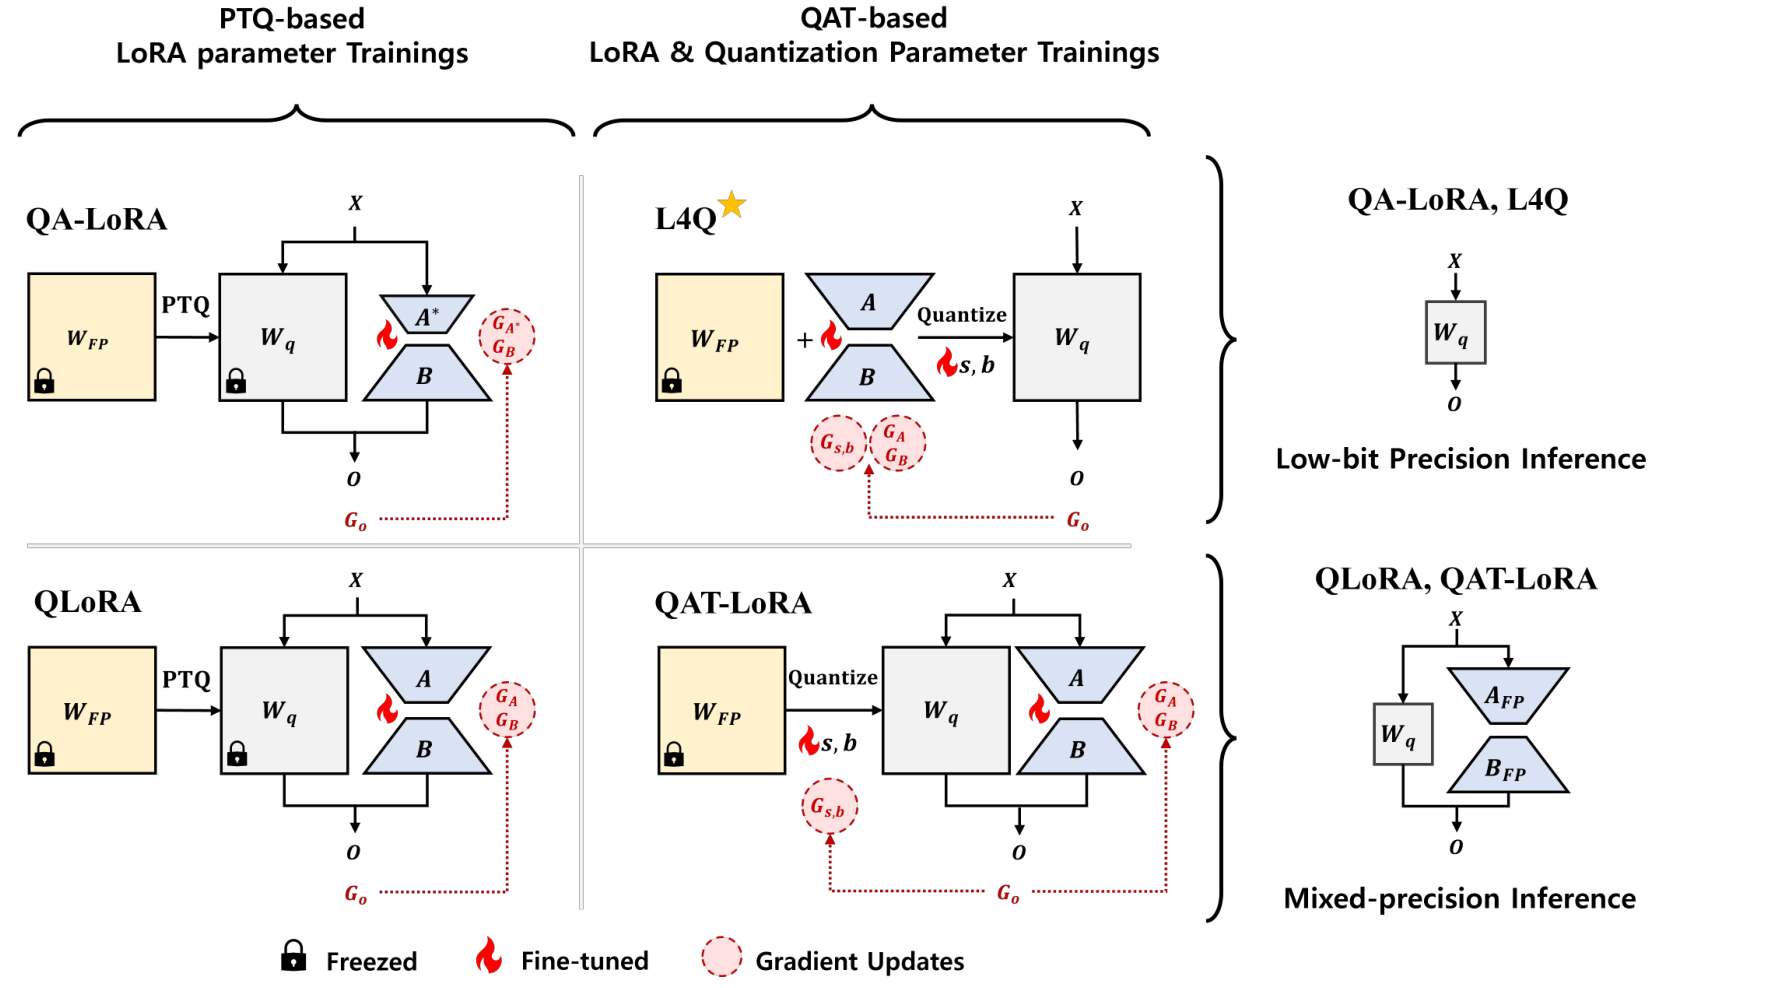 PTQ-based
LoRA parameter Trainings
QAT-based
LoRA & Quantization Parameter Trainings
QA-LoRA
X
W_FP
PTQ
W_q
A*
B
G_A*
G_B
O
G_o
L4Q
X
W_FP
+
A
B
Quantize
s, b
W_q
G_s,b
G_A
G_B
O
G_o
QA-LoRA, L4Q
X
W_q
O
Low-bit Precision Inference
QLoRA
X
W_FP
PTQ
W_q
A
B
G_A
G_B
O
G_o
QAT-LoRA
X
W_FP
Quantize
s, b
W_q
A
B
G_A
G_B
G_s,b
O
G_o
QLoRA, QAT-LoRA
X
W_q
A_FP
B_FP
O
Mixed-precision Inference
Freezed
Fine-tuned
Gradient Updates